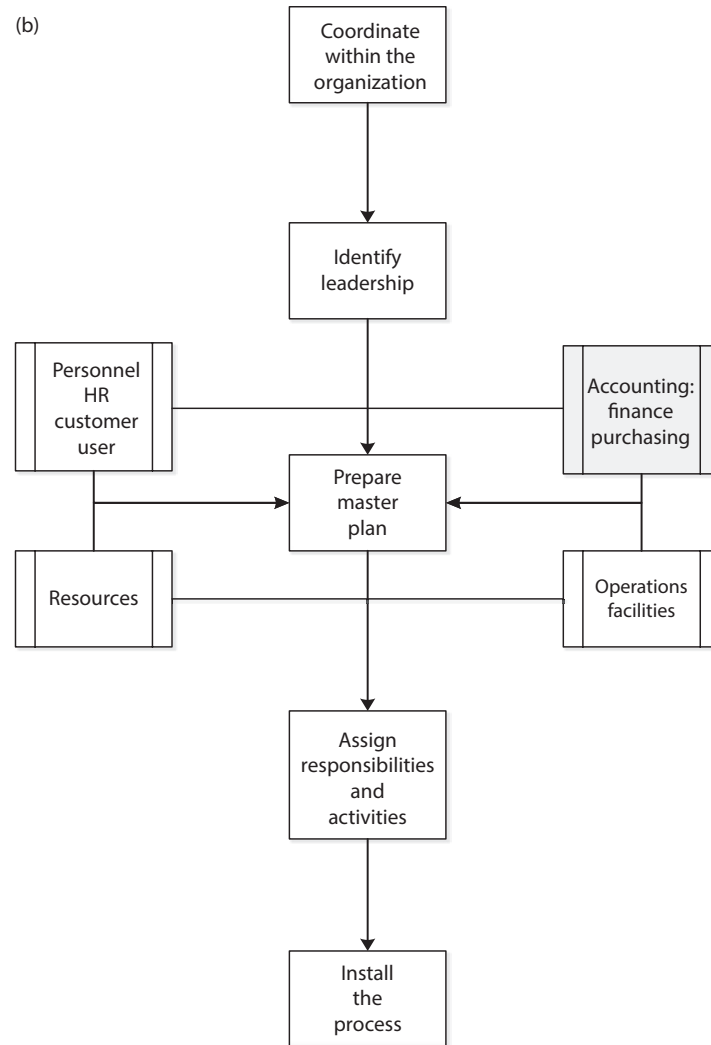 (b)
Coordinate
within the
organization
Identify
leadership
Personnel
HR
customer
user
Accounting:
finance
purchasing
Prepare
master
plan
Resources
Operations
facilities
Assign
responsibilities
and
activities
Install
the
process